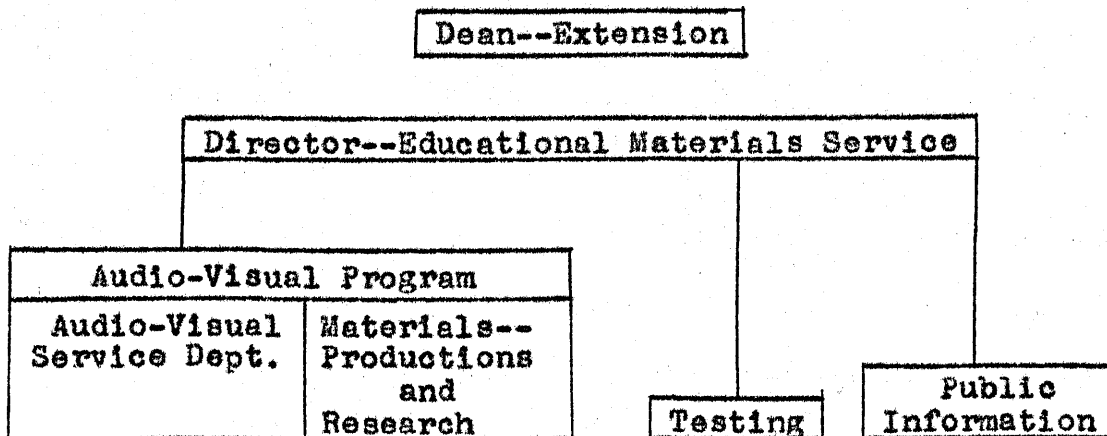 Dean--Extension
Director--Educational Materials Service
Audio-Visual Program
Audio-Visual
Service Dept.
Materials--
Productions
and
Research
Testing
Public
Information